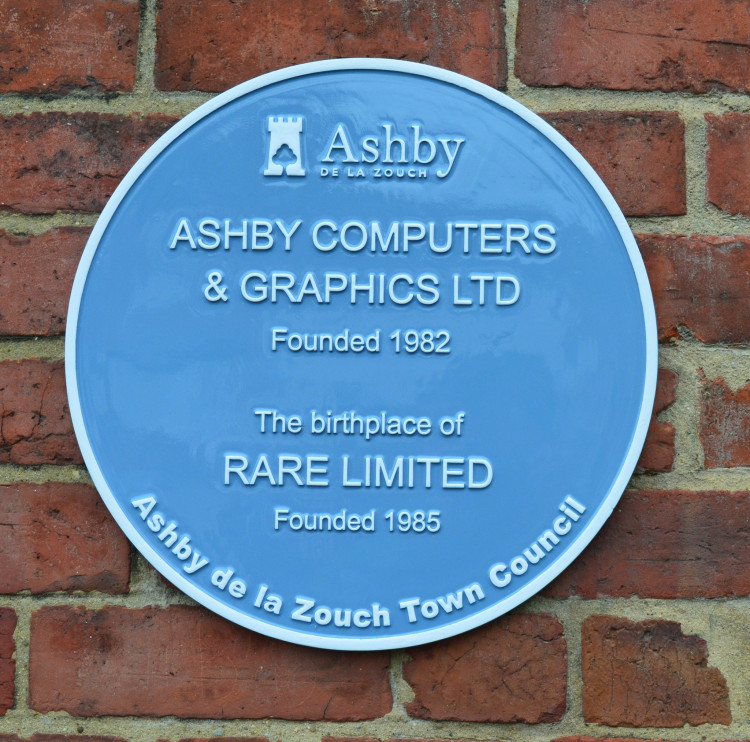 Ashby
DE LA ZOUCH
ASHBY COMPUTERS
& GRAPHICS LTD
Founded 1982
The birthplace of
RARE LIMITED
Founded 1985
Ashby de la Zouch Town Council